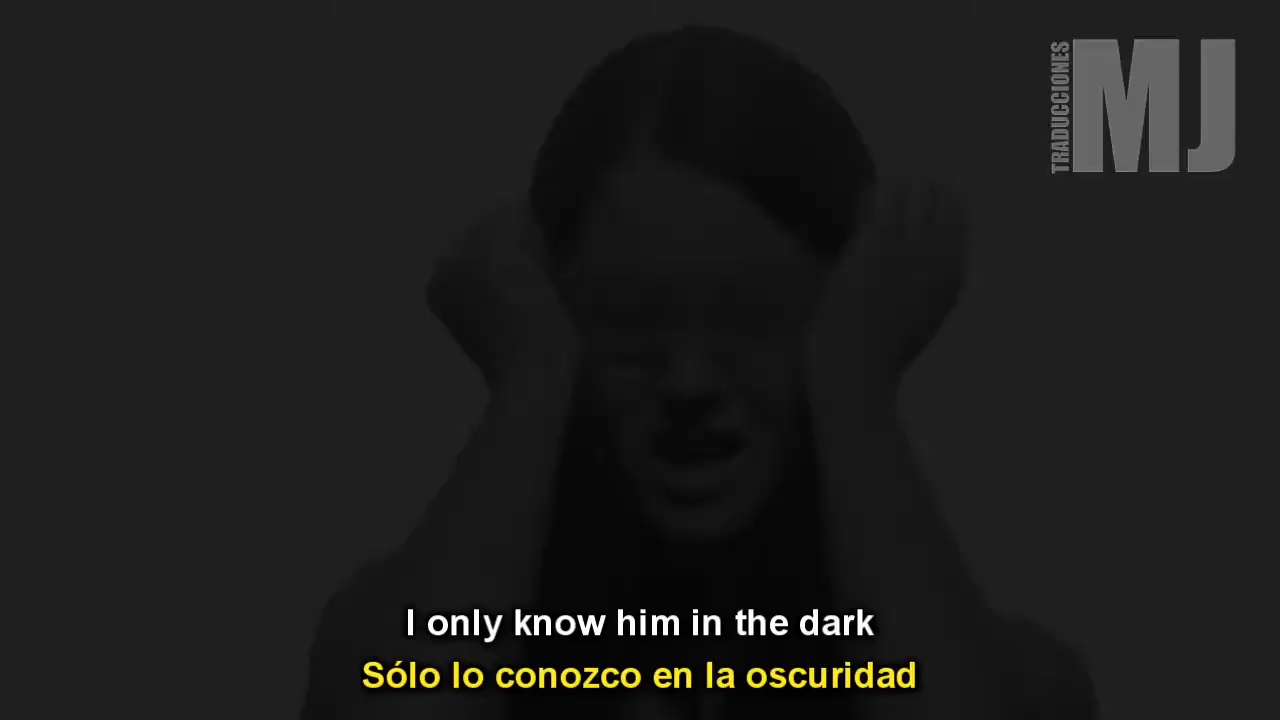 TRADUCCIONES
MJ
I only know him in the dark
Sólo lo conozco en la oscuridad